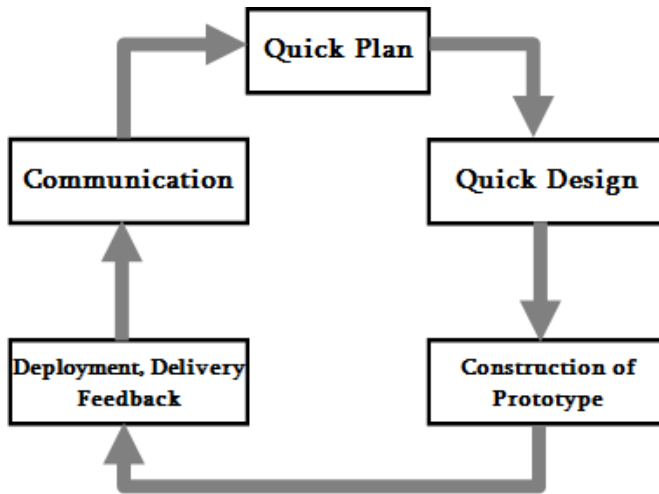 Quick Plan
Communication
Quick Design
Deployment, Delivery
Feedback
Construction of
Prototype